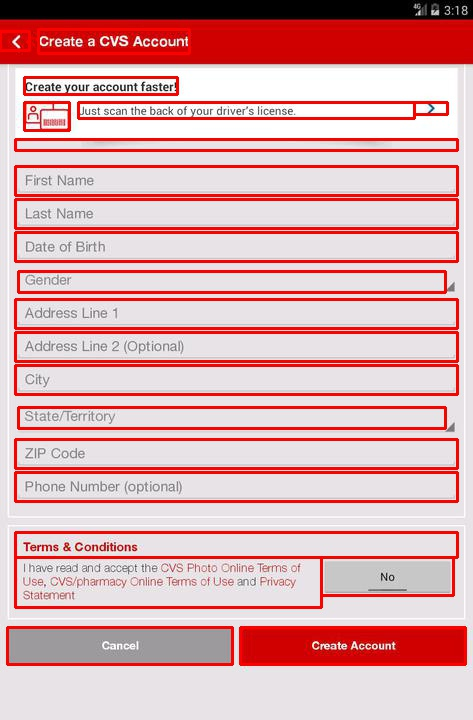 4G 3:18
Create a CVS Account
Create your account faster!
Just scan the back of your driver's license.
First Name
Last Name
Date of Birth
Gender
Address Line 1
Address Line 2 (Optional)
City
State/Territory
ZIP Code
Phone Number (optional)
Terms & Conditions
I have read and accept the CVS Photo Online Terms of
Use, CVS/pharmacy Online Terms of Use and Privacy
Statement
No
Cancel
Create Account